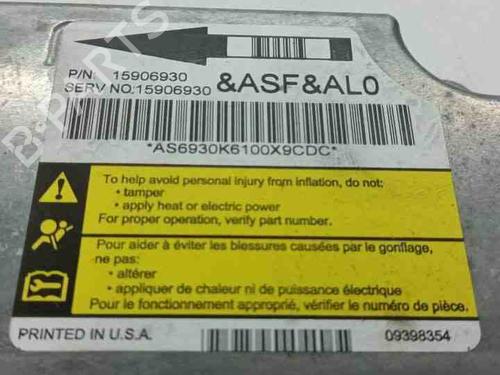 P/N: 15906930
SERV NO:15906930
&ASF&AL0
*AS6930K6100X9CDC*
To help avoid personal injury from inflation, do not:
• tamper
• apply heat or electric power
For proper operation, verify part number.
Pour aider à éviter les blessures causées par le gonflage,
ne pas:
• altérer
• appliquer de chaleur ni de puissance électrique
Pour le fonctionnement approprié, vérifier le numéro de pièce.
PRINTED IN U.S.A.
09398354
B-PARTS